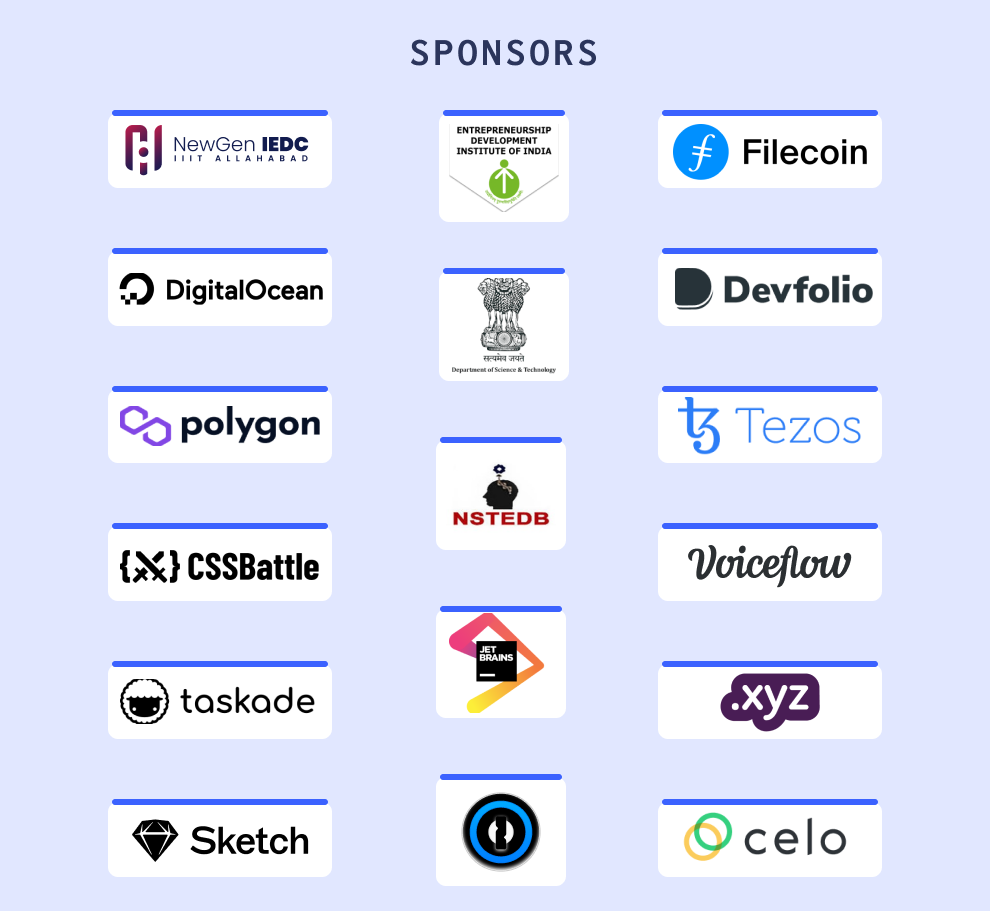 SPONSORS
NewGen IEDC
IIIT ALLAHABAD
ENTREPRENEURSHIP
DEVELOPMENT
INSTITUTE OF INDIA
Filecoin
DigitalOcean
सत्यमेव जयते
Department of Science & Technology
Devfolio
polygon
NSTEDB
Tezos
{ } CSSBattle
Voiceflow
JET
BRAINS
taskade
.xyz
Sketch
celo